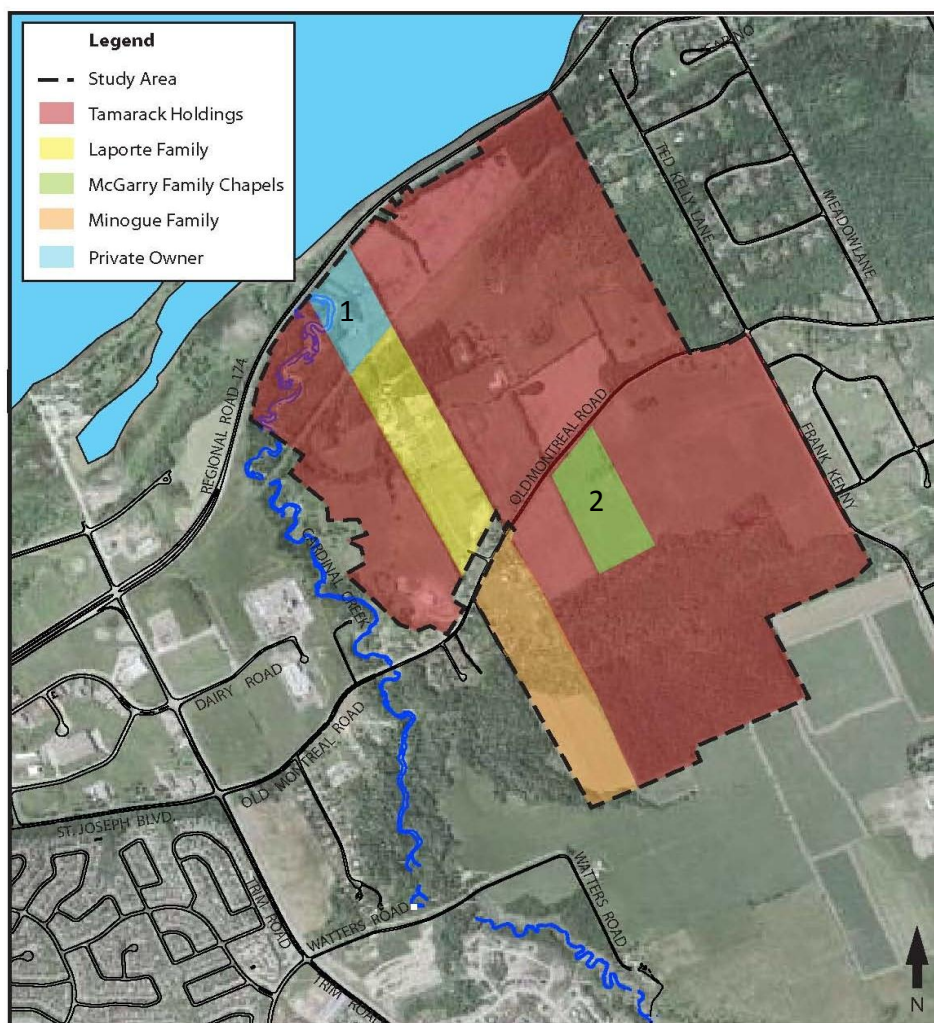 Legend
Study Area
Tamarack Holdings
Laporte Family
McGarry Family Chapels
Minogue Family
Private Owner
TED KELLY LANE
MEADOWLANE
1
REGIONAL ROAD 174
OLDMONTREAL ROAD
2
FRANK KENNY
CARDINAL CREEK
DAIRY ROAD
OLD MONTREAL ROAD
ST. JOSEPH BLVD.
TRIM ROAD
WATTERS ROAD
WATTERS ROAD
TRIM ROAD
N